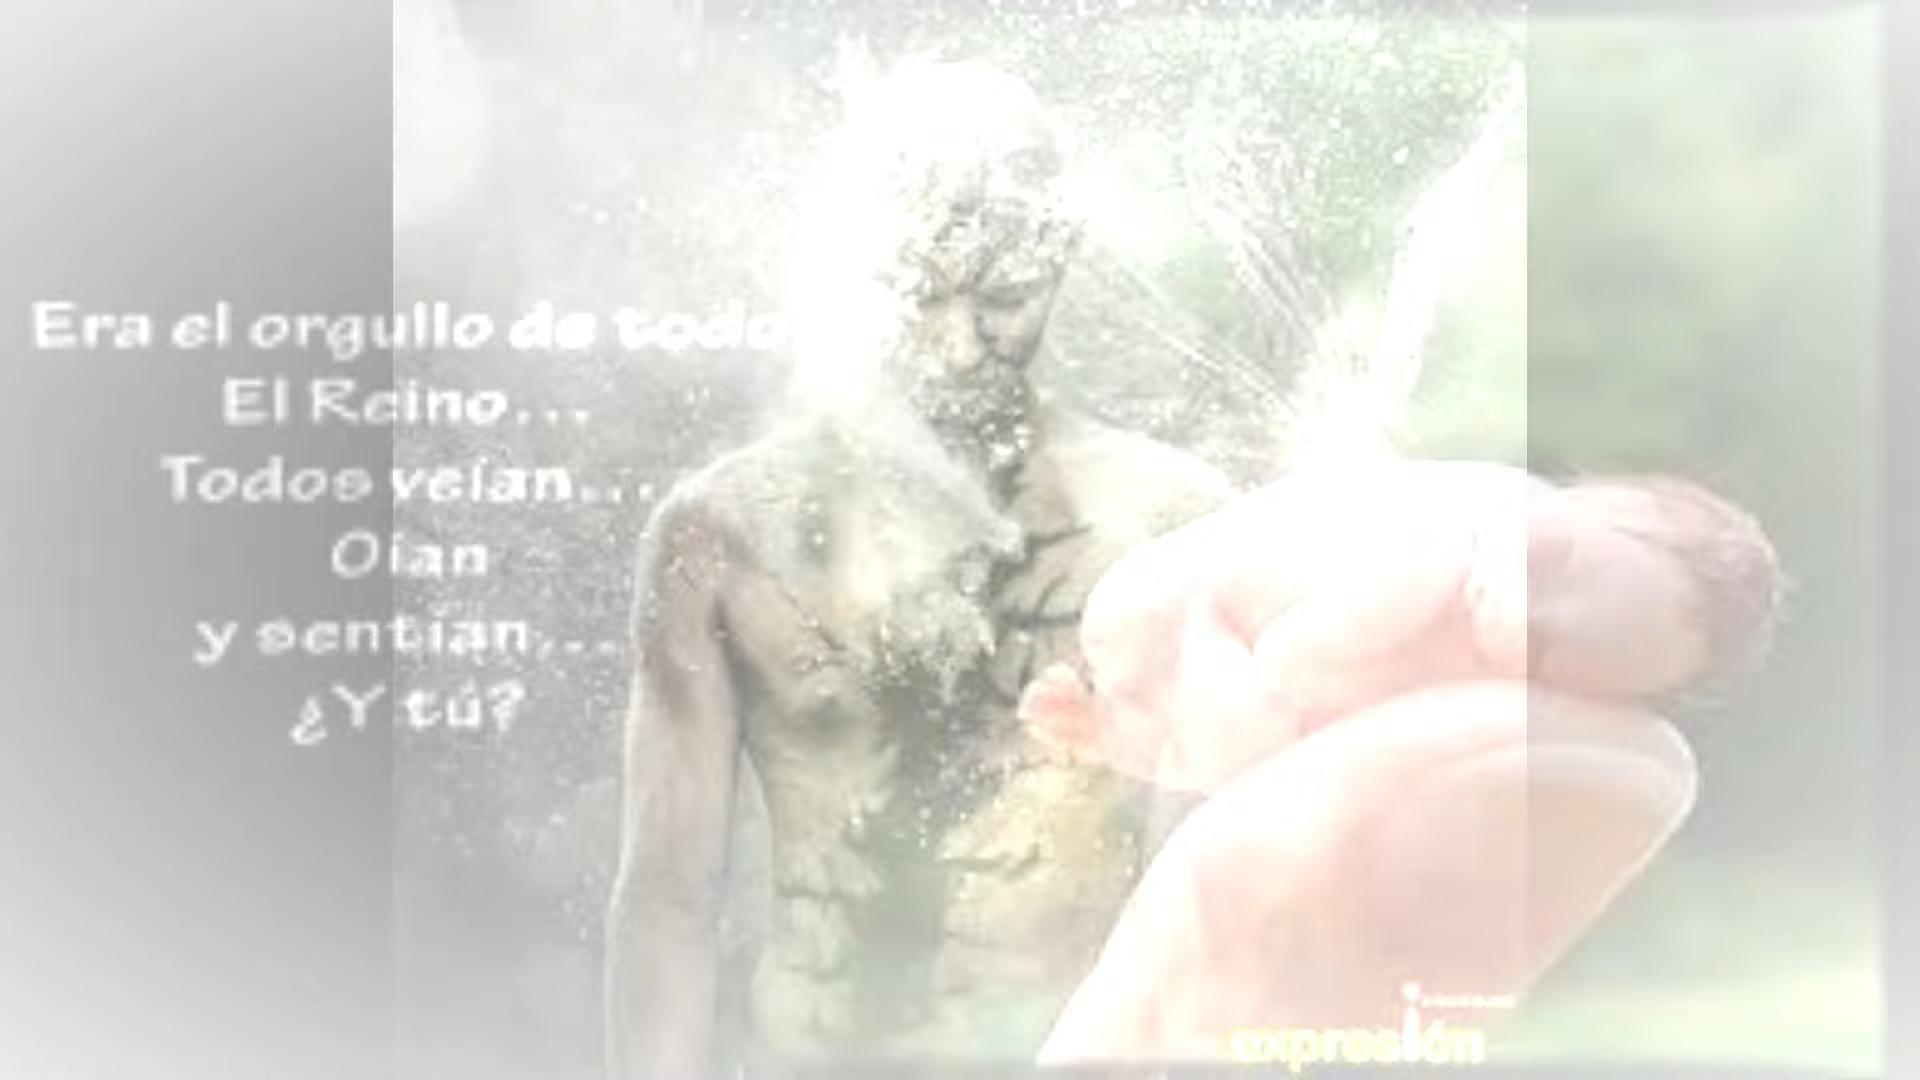 Era el orgullo de todo
El Reino...
Todos veían...
Oían
y sentían...
¿Y tú?
expresión